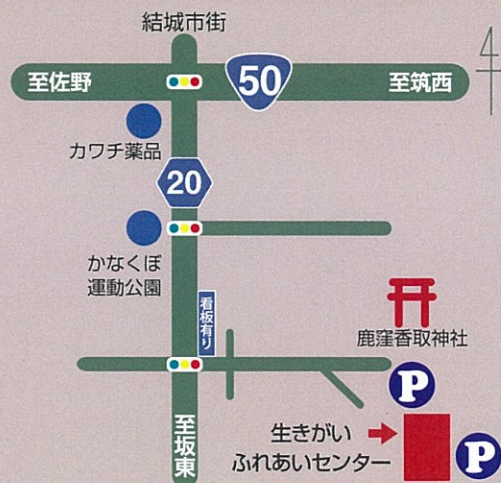 結城市街
至佐野
50
至筑西
カワチ薬品
20
かなくぼ
運動公園
看板有り
鹿窪香取神社
P
至坂東
生きがい
ふれあいセンター
P